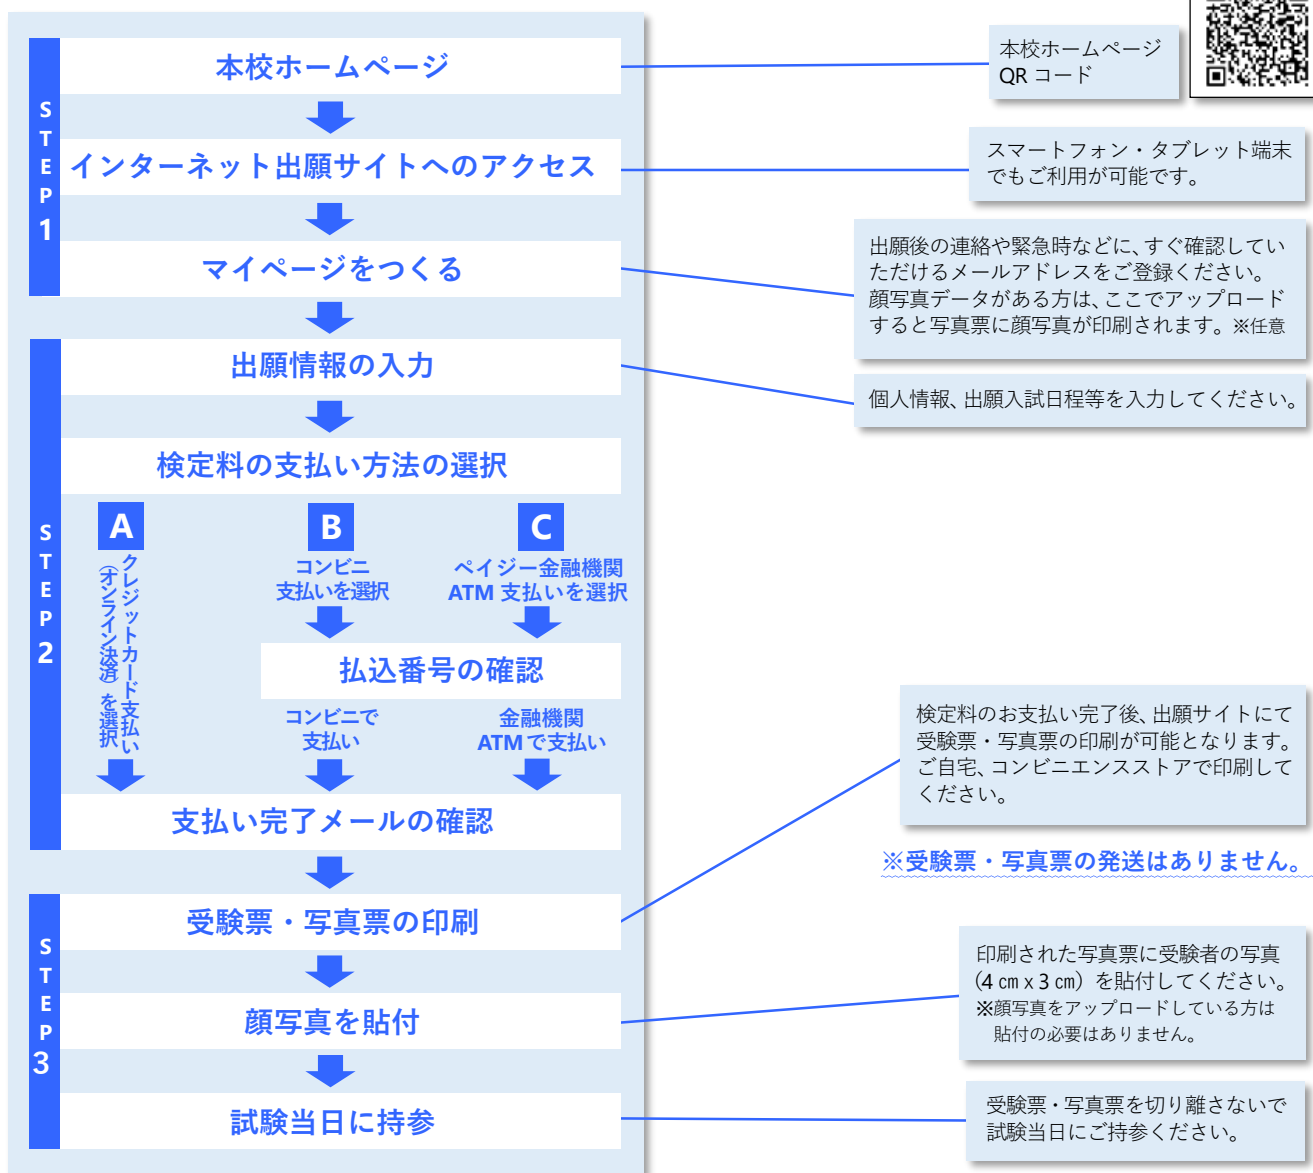 STEP1
本校ホームページ
インターネット出願サイトへのアクセス
マイページをつくる
本校ホームページ
QR コード
スマートフォン・タブレット端末
でもご利用が可能です。
出願後の連絡や緊急時などに、すぐ確認してい
ただけるメールアドレスをご登録ください。
顔写真データがある方は、ここでアップロード
すると写真票に顔写真が印刷されます。※任意
STEP2
出願情報の入力
個人情報、出願入試日程等を入力してください。
検定料の支払い方法の選択
A
クレジットカード支払い
（オンライン決済）を選択
B
コンビニ
支払いを選択
C
ペイジー金融機関
ATM 支払いを選択
払込番号の確認
コンビニで
支払い
金融機関
ATM で支払い
支払い完了メールの確認
STEP3
受験票・写真票の印刷
検定料のお支払い完了後、出願サイトにて
受験票・写真票の印刷が可能となります。
ご自宅、コンビニエンスストアで印刷して
ください。
※受験票・写真票の発送はありません。
顔写真を貼付
印刷された写真票に受験者の写真
（4 ㎝ x 3 ㎝）を貼付してください。
※顔写真をアップロードしている方は
貼付の必要はありません。
試験当日に持参
受験票・写真票を切り離さないで
試験当日にご持参ください。